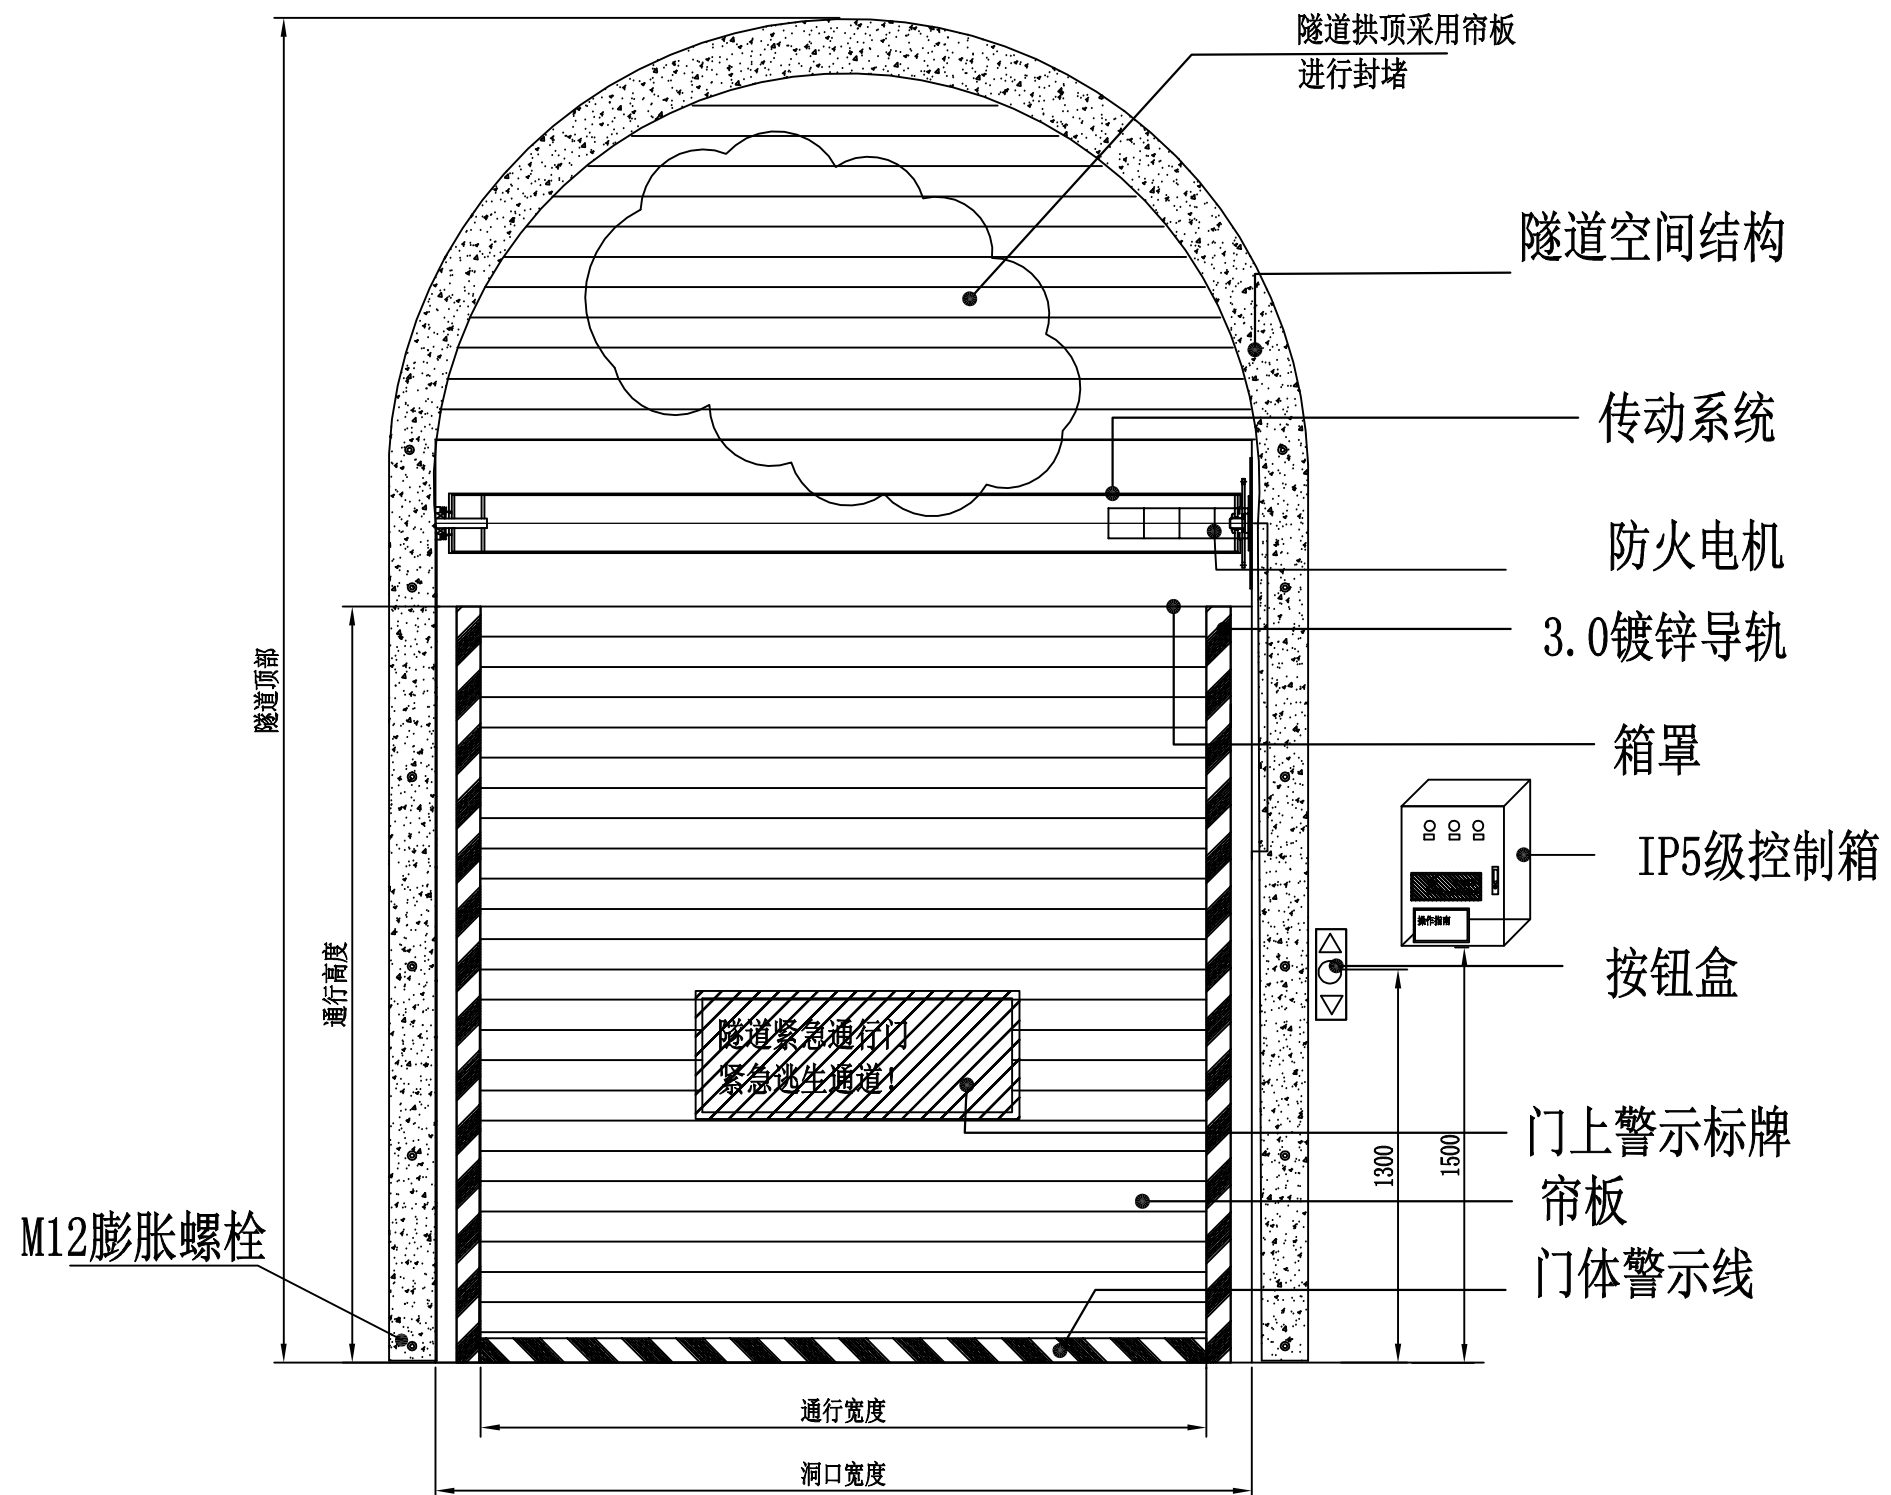 隧道拱顶采用帘板
进行封堵
隧道空间结构
传动系统
防火电机
3.0镀锌导轨
隧道顶部
箱罩
IP5级控制箱
操作指南
通行高度
按钮盒
隧道紧急通行门
紧急逃生通道!
门上警示标牌
1300
1500
帘板
M12膨胀螺栓
门体警示线
通行宽度
洞口宽度